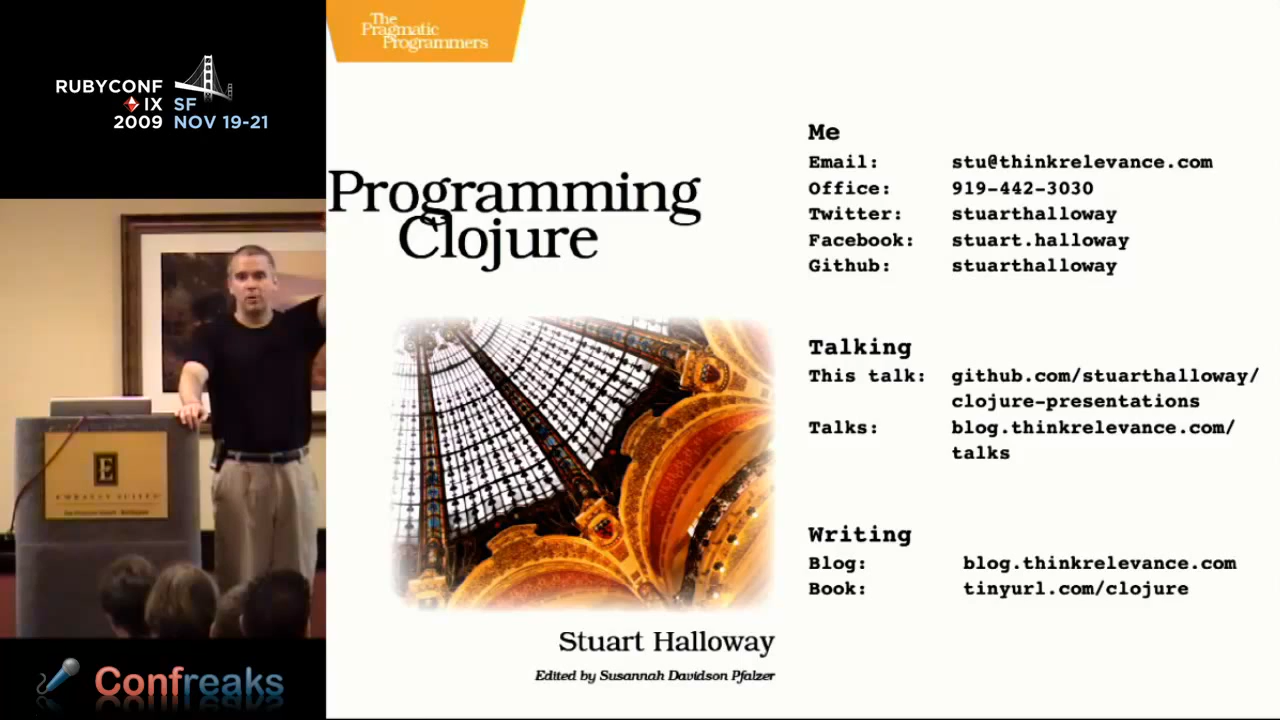 RUBYCONF
IX SF
2009 NOV 19-21
E
EMBASSY SUITES
Confreaks
The
Pragmatic
Programmers
Programming
Clojure
Stuart Halloway
Edited by Susannah Davidson Pfalzer
Me
Email: stu@thinkrelevance.com
Office: 919-442-3030
Twitter: stuarthalloway
Facebook: stuart.halloway
Github: stuarthalloway
Talking
This talk: github.com/stuarthalloway/
clojure-presentations
Talks: blog.thinkrelevance.com/
talks
Writing
Blog: blog.thinkrelevance.com
Book: tinyurl.com/clojure